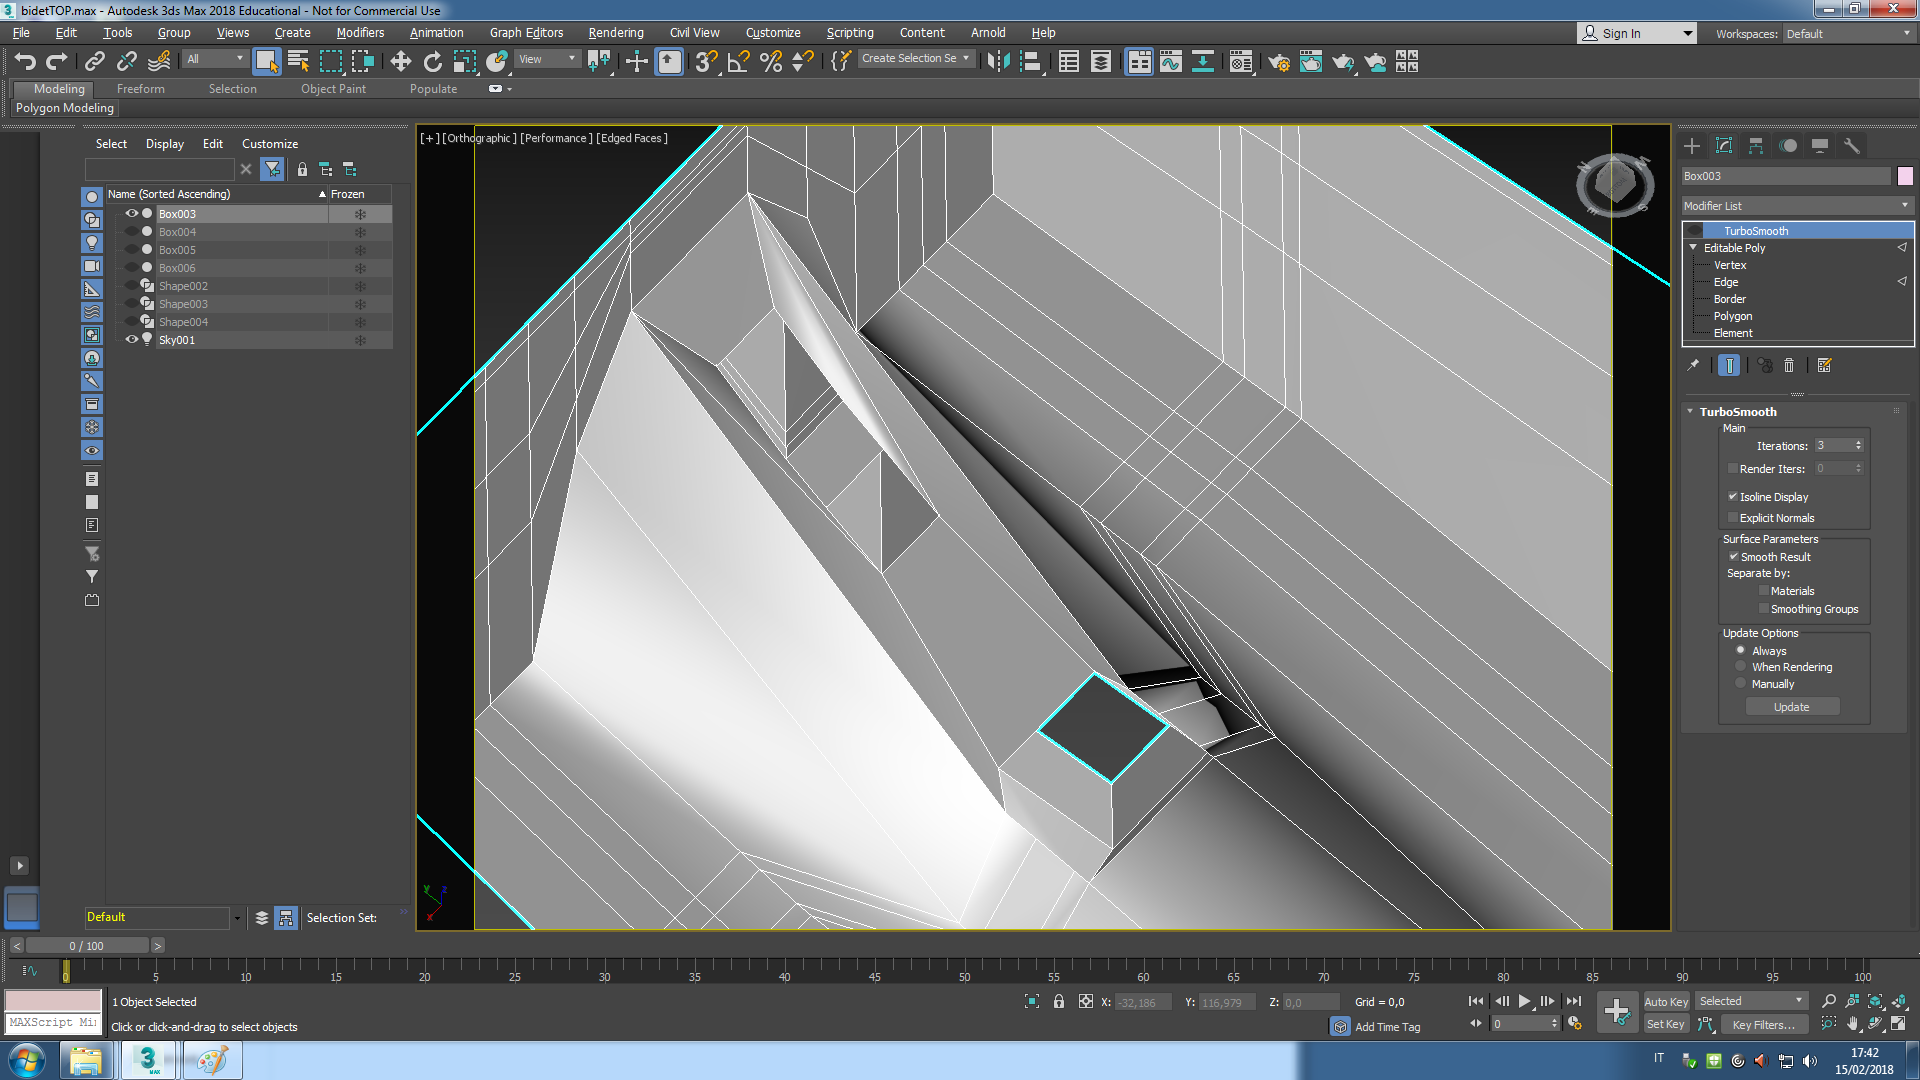 bidetTOP.max - Autodesk 3ds Max 2018 Educational - Not for Commercial Use
File Edit Tools Group Views Create Modifiers Animation Graph Editors Rendering Civil View Customize Scripting Content Arnold Help
Sign In Workspaces: Default
All View Create Selection Se
Modeling Freeform Selection Object Paint Populate
Polygon Modeling
Select Display Edit Customize
Name (Sorted Ascending) Frozen
Box003
Box004
Box005
Box006
Shape002
Shape003
Shape004
Sky001
Default Selection Set:
[+] [Orthographic] [Performance] [Edged Faces]
Box003
Modifier List
TurboSmooth
Editable Poly
Vertex
Edge
Border
Polygon
Element
TurboSmooth
Main
Iterations: 3
Render Iters: 0
Isoline Display
Explicit Normals
Surface Parameters
Smooth Result
Separate by:
Materials
Smoothing Groups
Update Options
Always
When Rendering
Manually
Update
< 0 / 100 >
0 5 10 15 20 25 30 35 40 45 50 55 60 65 70 75 80 85 90 95 100
1 Object Selected X: -32,186 Y: 116,979 Z: 0,0 Grid = 0,0 Auto Key Selected
MAXScript Mi Click or click-and-drag to select objects Add Time Tag 0 Set Key Key Filters...
IT 17:42
15/02/2018